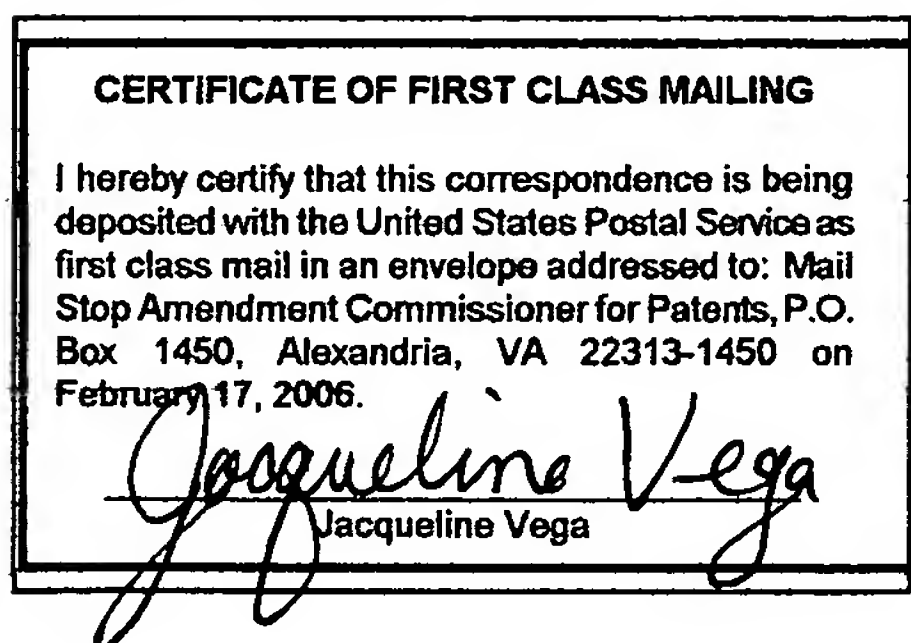 CERTIFICATE OF FIRST CLASS MAILING
I hereby certify that this correspondence is being
deposited with the United States Postal Service as
first class mail in an envelope addressed to: Mail
Stop Amendment Commissioner for Patents, P.O.
Box 1450, Alexandria, VA 22313-1450 on
February 17, 2006.
Jacqueline Vega
Jacqueline Vega